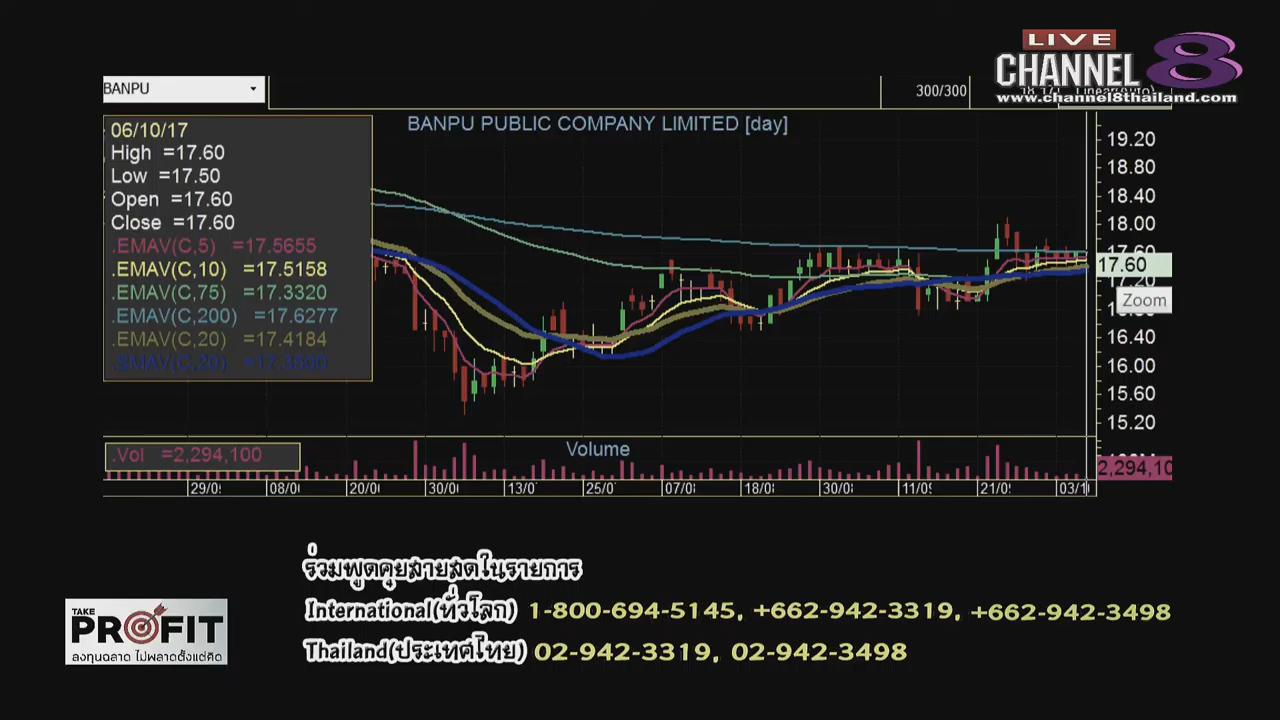 LIVE
CHANNEL 8
www.channel8thailand.com
BANPU
300/300
BANPU PUBLIC COMPANY LIMITED [day]
06/10/17
High =17.60
Low =17.50
Open =17.60
Close =17.60
.EMAV(C,5) =17.5655
.EMAV(C,10) =17.5158
.EMAV(C,75) =17.3320
.EMAV(C,200) =17.6277
.EMAV(C,20) =17.4184
.EMAV(C,20)
19.20
18.80
18.40
18.00
17.60
17.60
17.20
Zoom
16.40
16.00
15.60
15.20
.Vol =2,294,100
Volume
2,294,10
29/0 08/0 20/0 30/0 13/0 25/0 07/0 18/0 30/0 11/0 21/0 03/1
ร่วมพูดคุยสายสดในรายการ
International(ทั่วโลก) 1-800-694-5145, +662-942-3319, +662-942-3498
Thailand(ประเทศไทย) 02-942-3319, 02-942-3498
TAKE
PROFIT
ลงทุนฉลาด ไม่พลาดตั้งแต่คิด